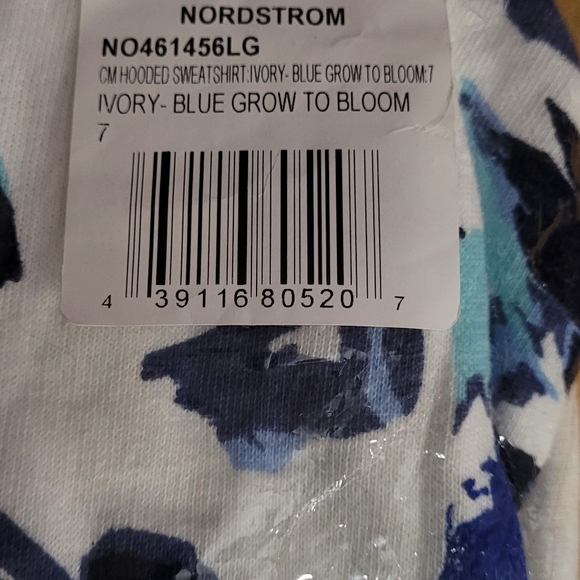 NORDSTROM
NO461456LG
CM HOODED SWEATSHIRT:IVORY- BLUE GROW TO BLOOM:7
IVORY- BLUE GROW TO BLOOM
7
4 39116 80520 7